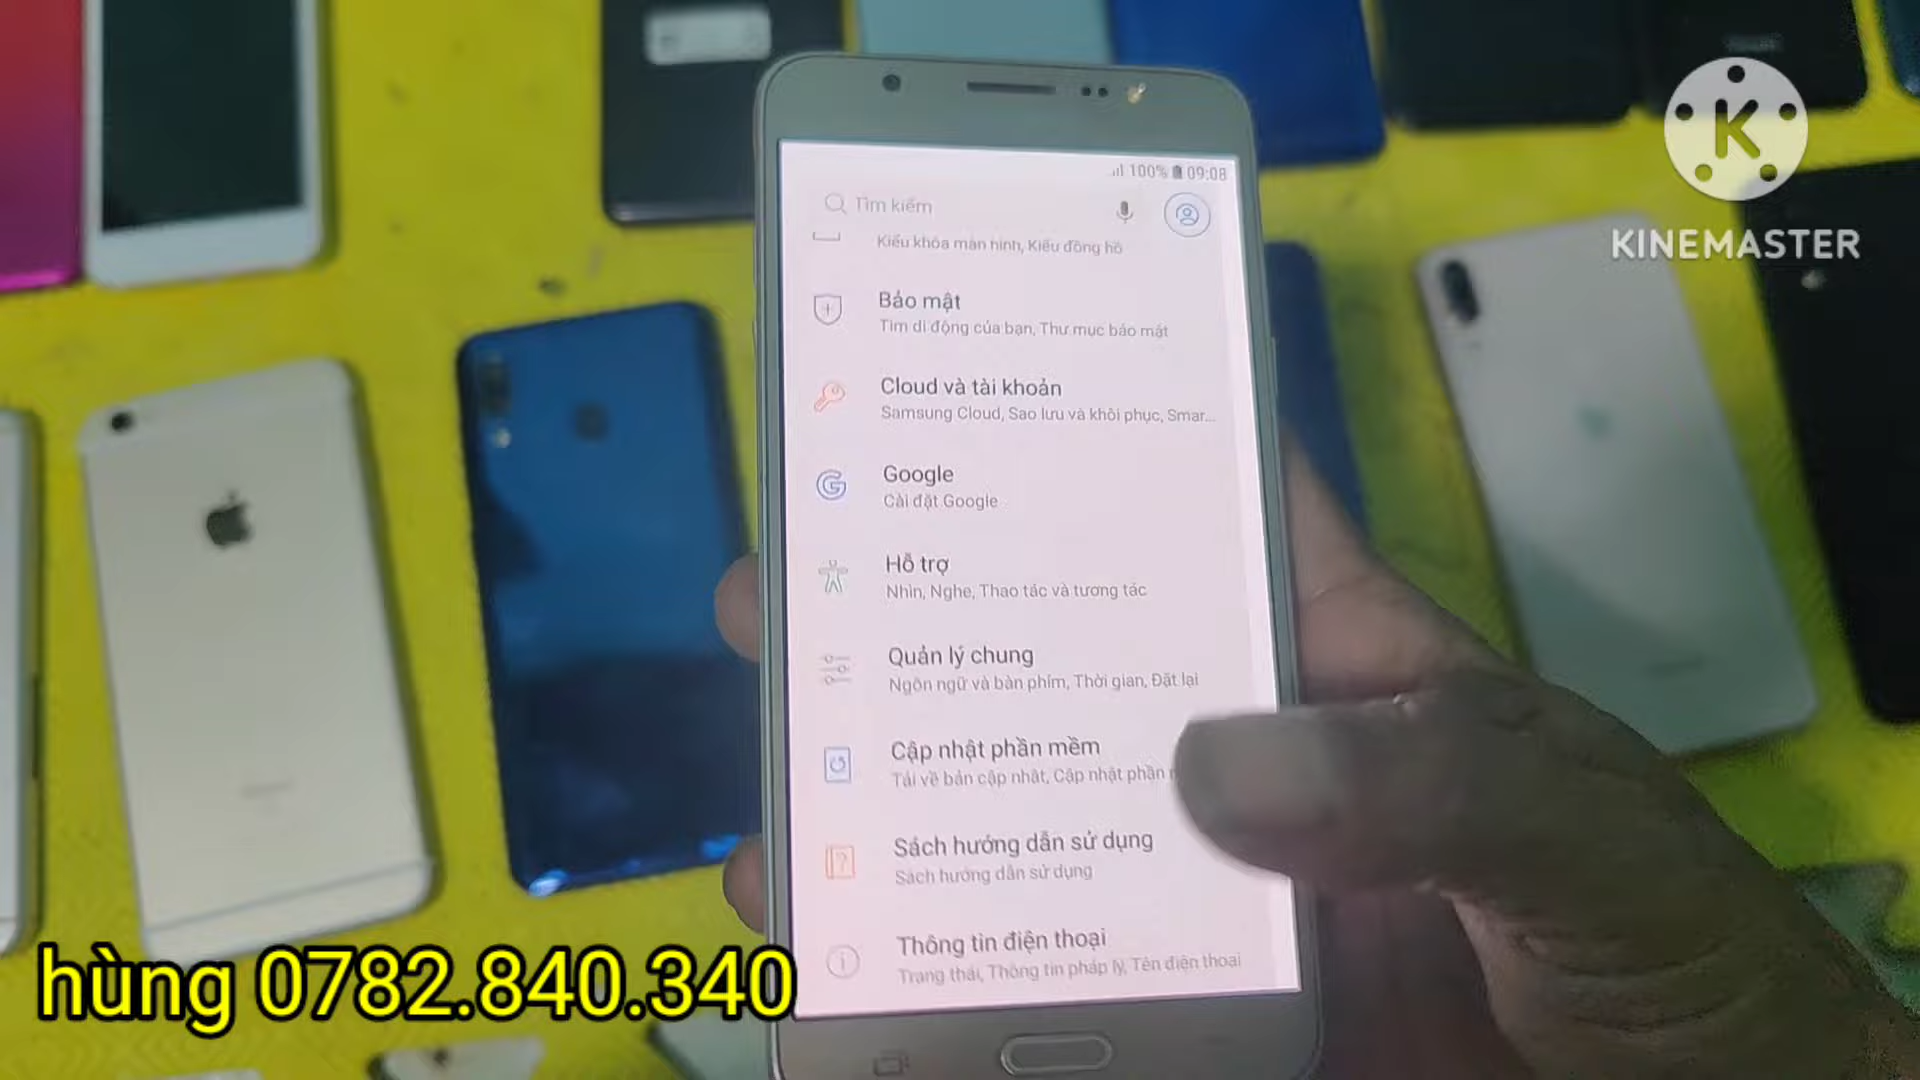 100% 09:08
Tìm kiếm
Kiểu khóa màn hình, Kiểu đồng hồ
Bảo mật
Tìm di động của bạn, Thư mục bảo mật
Cloud và tài khoản
Samsung Cloud, Sao lưu và khôi phục, Smar...
Google
Cài đặt Google
Hỗ trợ
Nhìn, Nghe, Thao tác và tương tác
Quản lý chung
Ngôn ngữ và bàn phím, Thời gian, Đặt lại
Cập nhật phần mềm
Tải về bản cập nhật, Cập nhật phần
Sách hướng dẫn sử dụng
Sách hướng dẫn sử dụng
Thông tin điện thoại
Trạng thái, Thông tin pháp lý, Tên điện thoại
K
KINEMASTER
hùng 0782.840.340